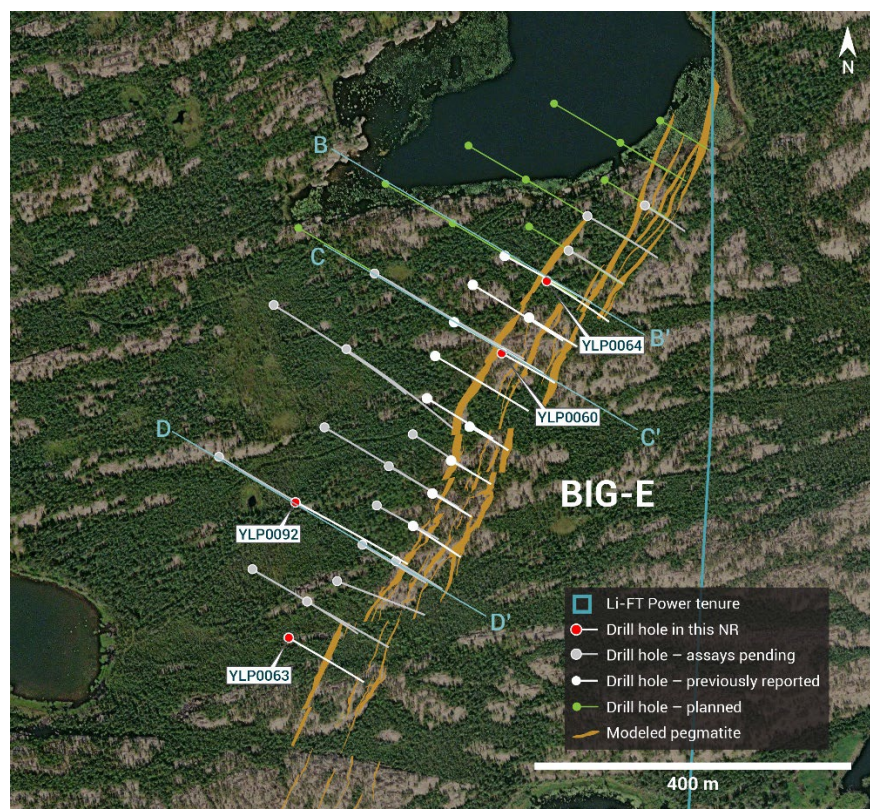 N
B
C
YLP0064
B'
YLP0060
C'
D
BIG-E
YLP0092
D'
YLP0063
Li-FT Power tenure
Drill hole in this NR
Drill hole – assays pending
Drill hole – previously reported
Drill hole – planned
Modeled pegmatite
400 m